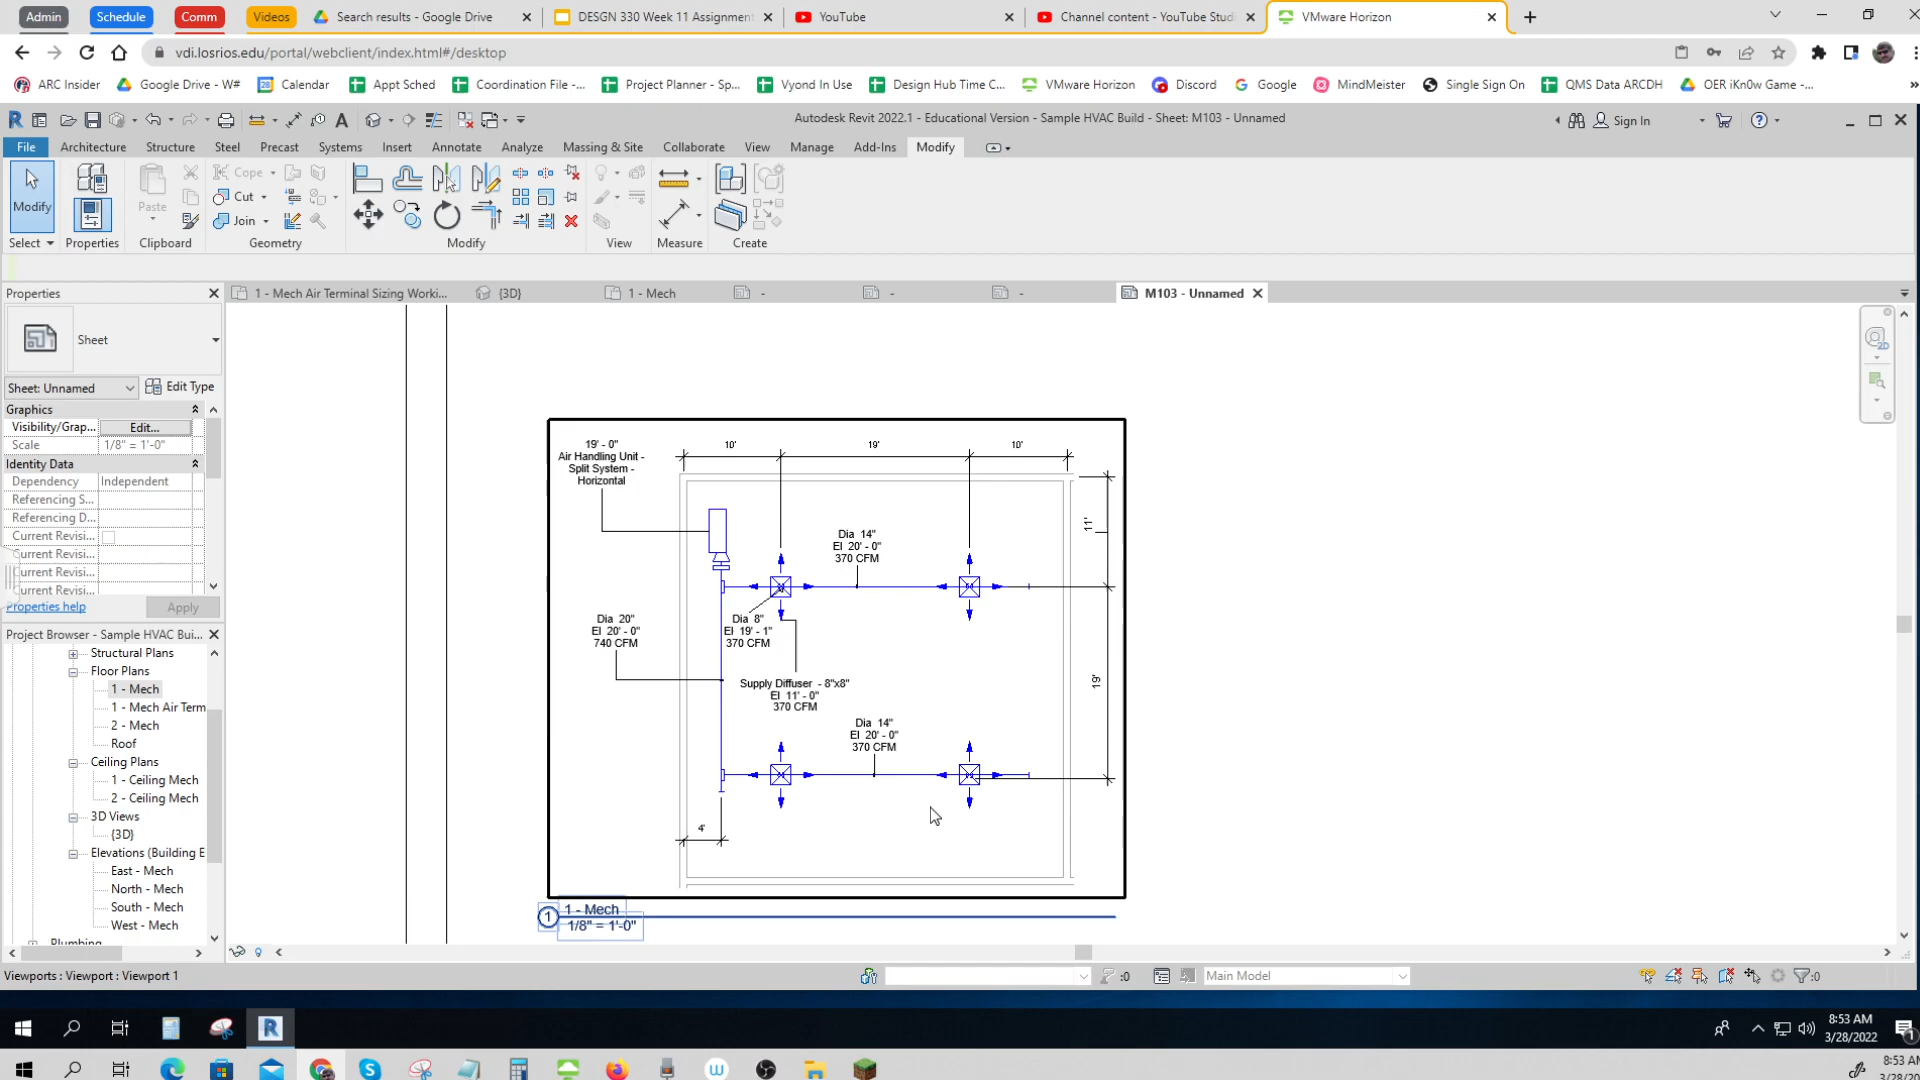 Admin
Schedule
Comm
Videos
Search results - Google Drive
DESGN 330 Week 11 Assignment
YouTube
Channel content - YouTube Studi
VMware Horizon
vdi.losrios.edu/portal/webclient/index.html#/desktop
ARC Insider
Google Drive - W#
Calendar
Appt Sched
Coordination File -...
Project Planner - Sp...
Vyond In Use
Design Hub Time C...
VMware Horizon
Discord
Google
MindMeister
Single Sign On
QMS Data ARCDH
OER iKn0w Game -...
Autodesk Revit 2022.1 - Educational Version - Sample HVAC Build - Sheet: M103 - Unnamed
Sign In
File
Architecture
Structure
Steel
Precast
Systems
Insert
Annotate
Analyze
Massing & Site
Collaborate
View
Manage
Add-Ins
Modify
Modify
Properties
Paste
Cope
Cut
Join
Select
Properties
Clipboard
Geometry
Modify
View
Measure
Create
Properties
1 - Mech Air Terminal Sizing Worki...
{3D}
1 - Mech
-
-
-
M103 - Unnamed
Sheet
Sheet: Unnamed
Edit Type
Graphics
Visibility/Grap...
Edit...
Scale
1/8" = 1'-0"
Identity Data
Dependency
Independent
Referencing S...
Referencing D...
Current Revisi...
Current Revisi...
Current Revisi...
Current Revisi...
Properties help
Apply
Project Browser - Sample HVAC Bui...
Structural Plans
Floor Plans
1 - Mech
1 - Mech Air Term
2 - Mech
Roof
Ceiling Plans
1 - Ceiling Mech
2 - Ceiling Mech
3D Views
{3D}
Elevations (Building E
East - Mech
North - Mech
South - Mech
West - Mech
Plumbing
19' - 0"
Air Handling Unit -
Split System -
Horizontal
10'
19'
10'
11'
Dia 14"
El 20' - 0"
370 CFM
Dia 20"
El 20' - 0"
740 CFM
Dia 8"
El 19' - 1"
370 CFM
Supply Diffuser - 8"x8"
El 11' - 0"
370 CFM
19'
Dia 14"
El 20' - 0"
370 CFM
4'
1
1 - Mech
1/8" = 1'-0"
Viewports : Viewport : Viewport 1
:0
Main Model
:0
8:53 AM
3/28/2022
1
8:53 AM